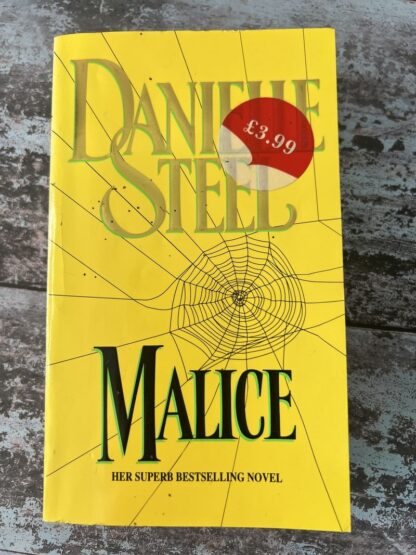 DANIELLE
STEEL
£3.99
MALICE
HER SUPERB BESTSELLING NOVEL